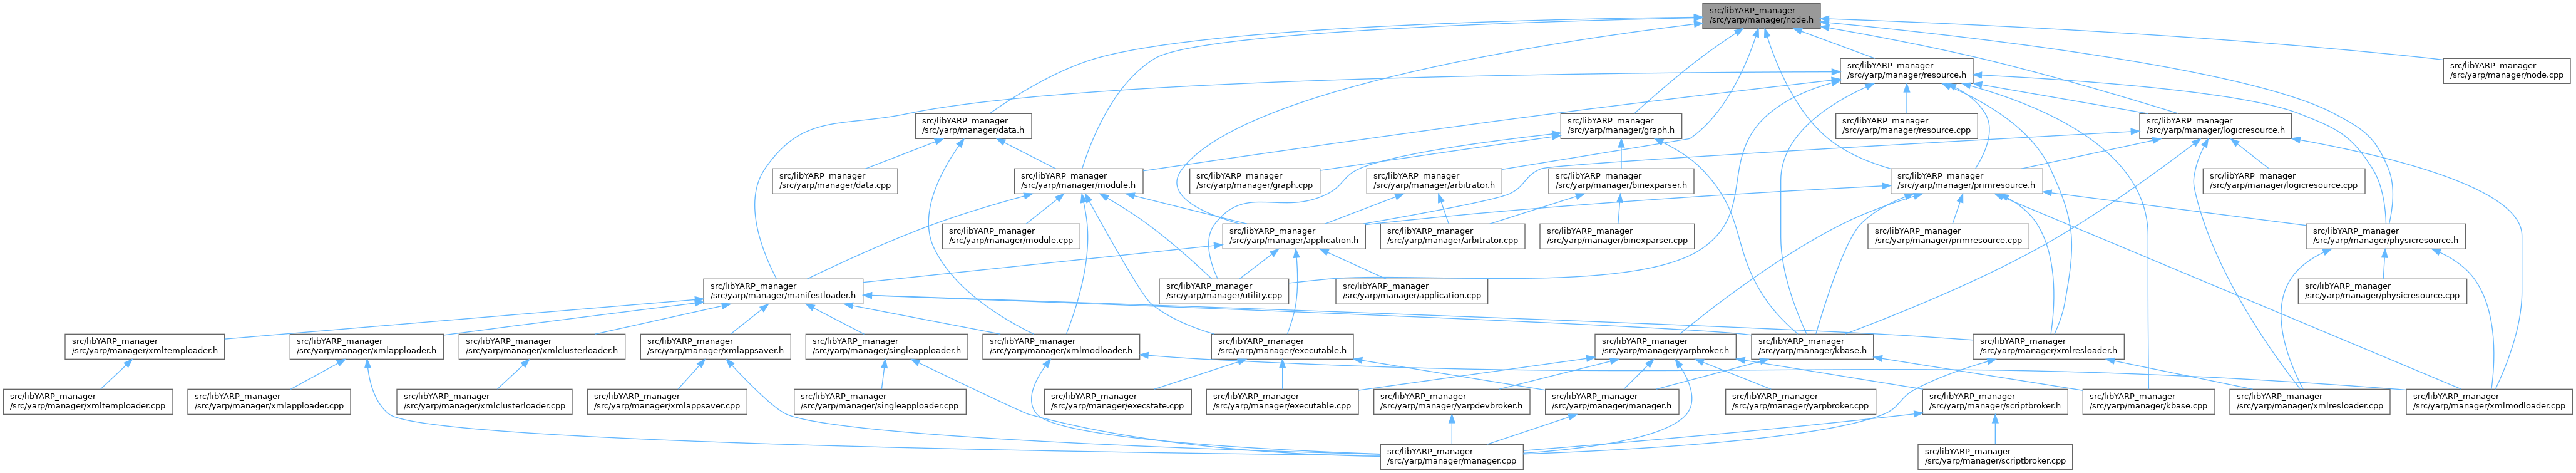 src/libYARP_manager
/src/yarp/manager/node.h
src/libYARP_manager
/src/yarp/manager/resource.h
src/libYARP_manager
/src/yarp/manager/node.cpp
src/libYARP_manager
/src/yarp/manager/data.h
src/libYARP_manager
/src/yarp/manager/graph.h
src/libYARP_manager
/src/yarp/manager/resource.cpp
src/libYARP_manager
/src/yarp/manager/logicresource.h
src/libYARP_manager
/src/yarp/manager/data.cpp
src/libYARP_manager
/src/yarp/manager/module.h
src/libYARP_manager
/src/yarp/manager/graph.cpp
src/libYARP_manager
/src/yarp/manager/arbitrator.h
src/libYARP_manager
/src/yarp/manager/binexparser.h
src/libYARP_manager
/src/yarp/manager/primresource.h
src/libYARP_manager
/src/yarp/manager/logicresource.cpp
src/libYARP_manager
/src/yarp/manager/module.cpp
src/libYARP_manager
/src/yarp/manager/application.h
src/libYARP_manager
/src/yarp/manager/arbitrator.cpp
src/libYARP_manager
/src/yarp/manager/binexparser.cpp
src/libYARP_manager
/src/yarp/manager/primresource.cpp
src/libYARP_manager
/src/yarp/manager/physicresource.h
src/libYARP_manager
/src/yarp/manager/manifestloader.h
src/libYARP_manager
/src/yarp/manager/utility.cpp
src/libYARP_manager
/src/yarp/manager/application.cpp
src/libYARP_manager
/src/yarp/manager/physicresource.cpp
src/libYARP_manager
/src/yarp/manager/xmltemploader.h
src/libYARP_manager
/src/yarp/manager/xmlapploader.h
src/libYARP_manager
/src/yarp/manager/xmlclusterloader.h
src/libYARP_manager
/src/yarp/manager/xmlappsaver.h
src/libYARP_manager
/src/yarp/manager/singleapploader.h
src/libYARP_manager
/src/yarp/manager/xmlmodloader.h
src/libYARP_manager
/src/yarp/manager/executable.h
src/libYARP_manager
/src/yarp/manager/yarpbroker.h
src/libYARP_manager
/src/yarp/manager/kbase.h
src/libYARP_manager
/src/yarp/manager/xmlresloader.h
src/libYARP_manager
/src/yarp/manager/xmltemploader.cpp
src/libYARP_manager
/src/yarp/manager/xmlapploader.cpp
src/libYARP_manager
/src/yarp/manager/xmlclusterloader.cpp
src/libYARP_manager
/src/yarp/manager/xmlappsaver.cpp
src/libYARP_manager
/src/yarp/manager/singleapploader.cpp
src/libYARP_manager
/src/yarp/manager/execstate.cpp
src/libYARP_manager
/src/yarp/manager/executable.cpp
src/libYARP_manager
/src/yarp/manager/yarpdevbroker.h
src/libYARP_manager
/src/yarp/manager/manager.h
src/libYARP_manager
/src/yarp/manager/yarpbroker.cpp
src/libYARP_manager
/src/yarp/manager/scriptbroker.h
src/libYARP_manager
/src/yarp/manager/kbase.cpp
src/libYARP_manager
/src/yarp/manager/xmlresloader.cpp
src/libYARP_manager
/src/yarp/manager/xmlmodloader.cpp
src/libYARP_manager
/src/yarp/manager/manager.cpp
src/libYARP_manager
/src/yarp/manager/scriptbroker.cpp